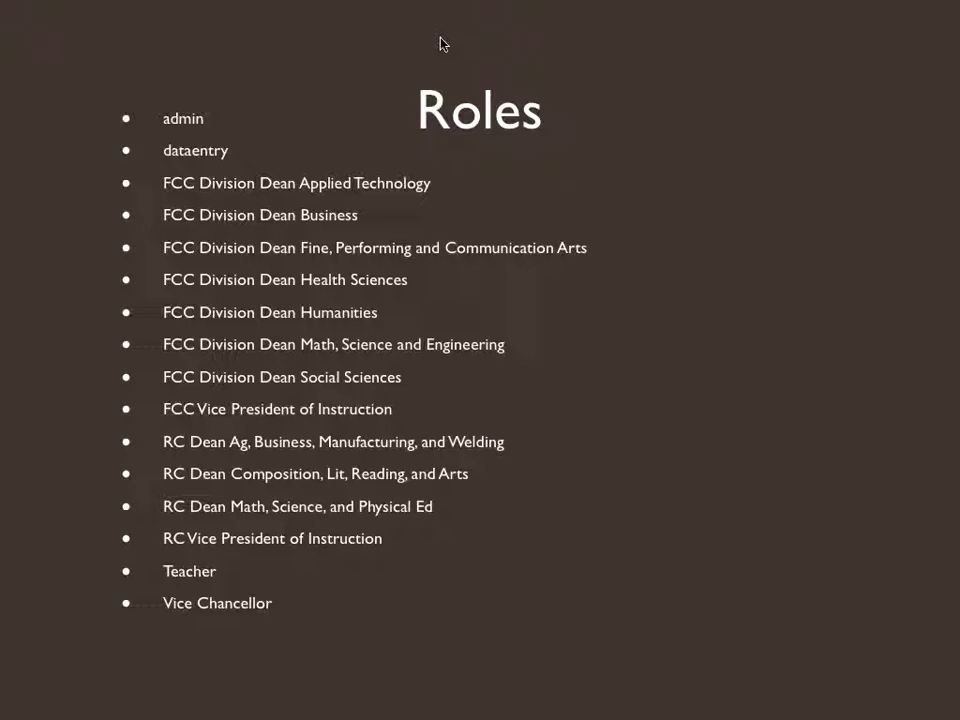 Roles
admin
dataentry
FCC Division Dean Applied Technology
FCC Division Dean Business
FCC Division Dean Fine, Performing and Communication Arts
FCC Division Dean Health Sciences
FCC Division Dean Humanities
FCC Division Dean Math, Science and Engineering
FCC Division Dean Social Sciences
FCC Vice President of Instruction
RC Dean Ag, Business, Manufacturing, and Welding
RC Dean Composition, Lit, Reading, and Arts
RC Dean Math, Science, and Physical Ed
RC Vice President of Instruction
Teacher
Vice Chancellor